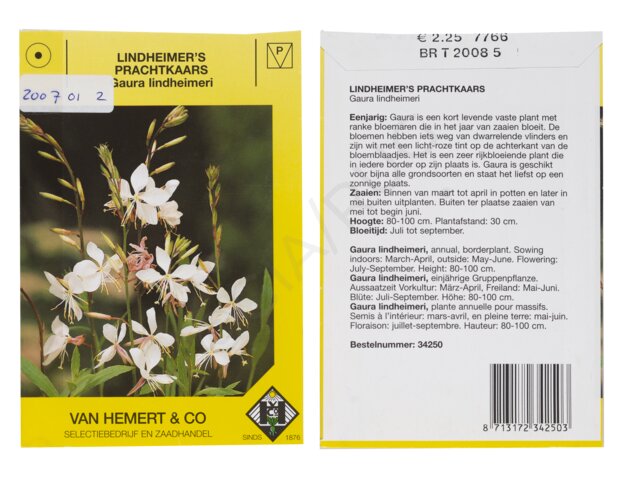 LINDHEIMER'S
PRACHTKAARS
Gaura lindheimeri
P
2007 01 2
VAN HEMERT & CO
SELECTIEBEDRIJF EN ZAADHANDEL
SINDS 1876
€ 2.25 7766
BR T 2008 5
LINDHEIMER'S PRACHTKAARS
Gaura lindheimeri
Eenjarig: Gaura is een kort levende vaste plant met
ranke bloemaren die in het jaar van zaaien bloeit. De
bloemen hebben iets weg van dwarrelende vlinders en
zijn wit met een licht-roze tint op de achterkant van de
bloemblaadjes. Het is een zeer rijkbloeiende plant die
in iedere border op zijn plaats is. Gaura is geschikt
voor bijna alle grondsoorten en staat het liefst op een
zonnige plaats.
Zaaien: Binnen van maart tot april in potten en later in
mei buiten uitplanten. Buiten ter plaatse zaaien van
mei tot begin juni.
Hoogte: 80-100 cm. Plantafstand: 30 cm.
Bloeitijd: Juli tot september.
Gaura lindheimeri, annual, borderplant. Sowing
indoors: March-April, outside: May-June. Flowering:
July-September. Height: 80-100 cm.
Gaura lindheimeri, einjährige Gruppenpflanze.
Aussaatzeit Vorkultur: März-April, Freiland: Mai-Juni.
Blüte: Juli-September. Höhe: 80-100 cm.
Gaura lindheimeri, plante annuelle pour massifs.
Semis à l'intérieur: mars-avril, en pleine terre: mai-juin.
Floraison: juillet-septembre. Hauteur: 80-100 cm.
Bestelnummer: 34250
8 713172 342503